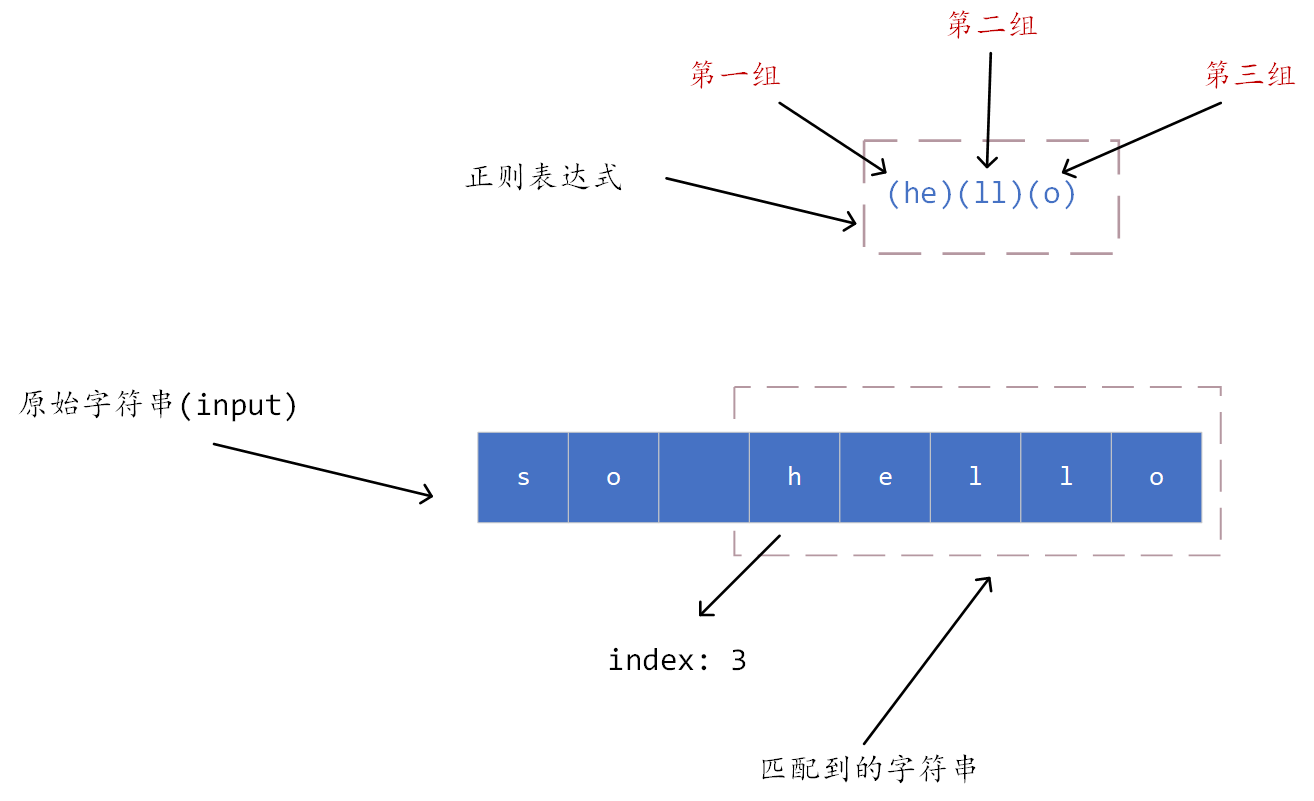 第二组
第一组
第三组
正则表达式
(he)(ll)(o)
原始字符串(input)
s o h e l l o
index: 3
匹配到的字符串